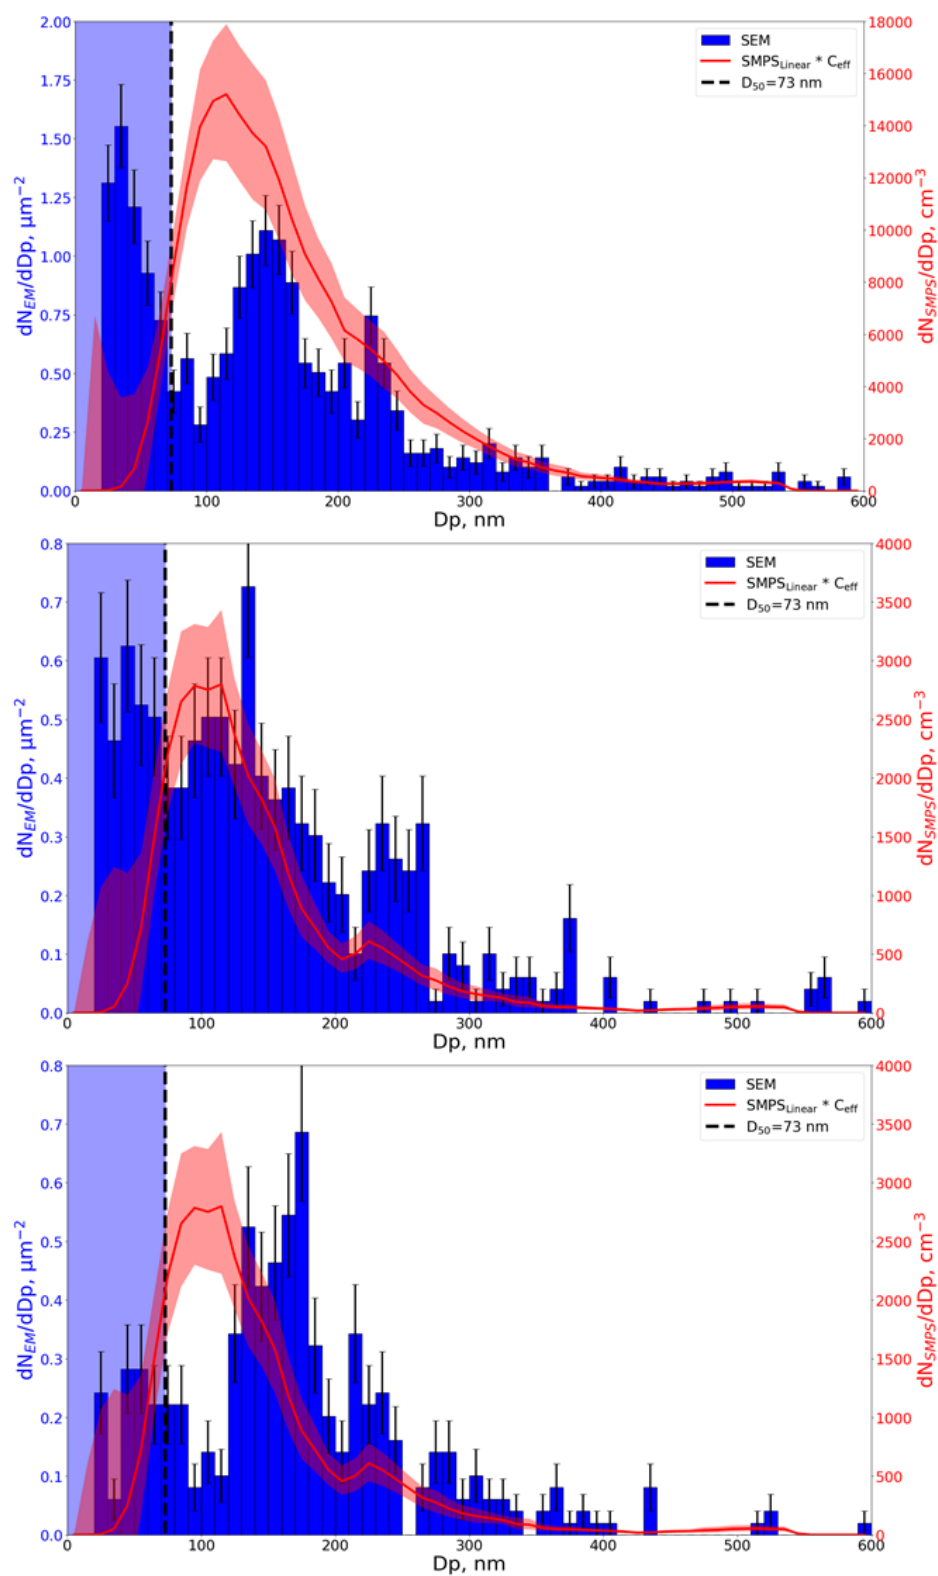 2.00
1.75
1.50
1.25
1.00
0.75
0.50
0.25
0.00
dN_EM/dDp, μm⁻²
18000
16000
14000
12000
10000
8000
6000
4000
2000
0
dN_SMPS/dDp, cm⁻³
SEM
SMPS_Linear * C_eff
D₅₀=73 nm
0 100 200 300 400 500 600
Dp, nm
0.8
0.7
0.6
0.5
0.4
0.3
0.2
0.1
0.0
dN_EM/dDp, μm⁻²
4000
3500
3000
2500
2000
1500
1000
500
0
dN_SMPS/dDp, cm⁻³
SEM
SMPS_Linear * C_eff
D₅₀=73 nm
0 100 200 300 400 500 600
Dp, nm
0.8
0.7
0.6
0.5
0.4
0.3
0.2
0.1
0.0
dN_EM/dDp, μm⁻²
4000
3500
3000
2500
2000
1500
1000
500
0
dN_SMPS/dDp, cm⁻³
SEM
SMPS_Linear * C_eff
D₅₀=73 nm
0 100 200 300 400 500 600
Dp, nm